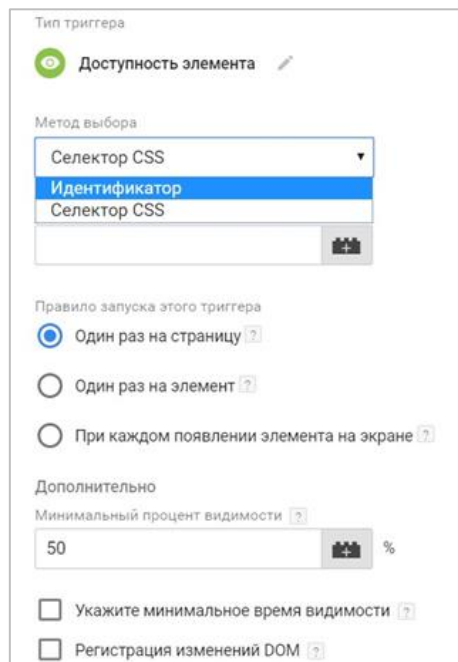 Тип триггера
Доступность элемента
Метод выбора
Селектор CSS
Идентификатор
Селектор CSS
Правило запуска этого триггера
Один раз на страницу ?
Один раз на элемент ?
При каждом появлении элемента на экране ?
Дополнительно
Минимальный процент видимости ?
50 %
Укажите минимальное время видимости ?
Регистрация изменений DOM ?